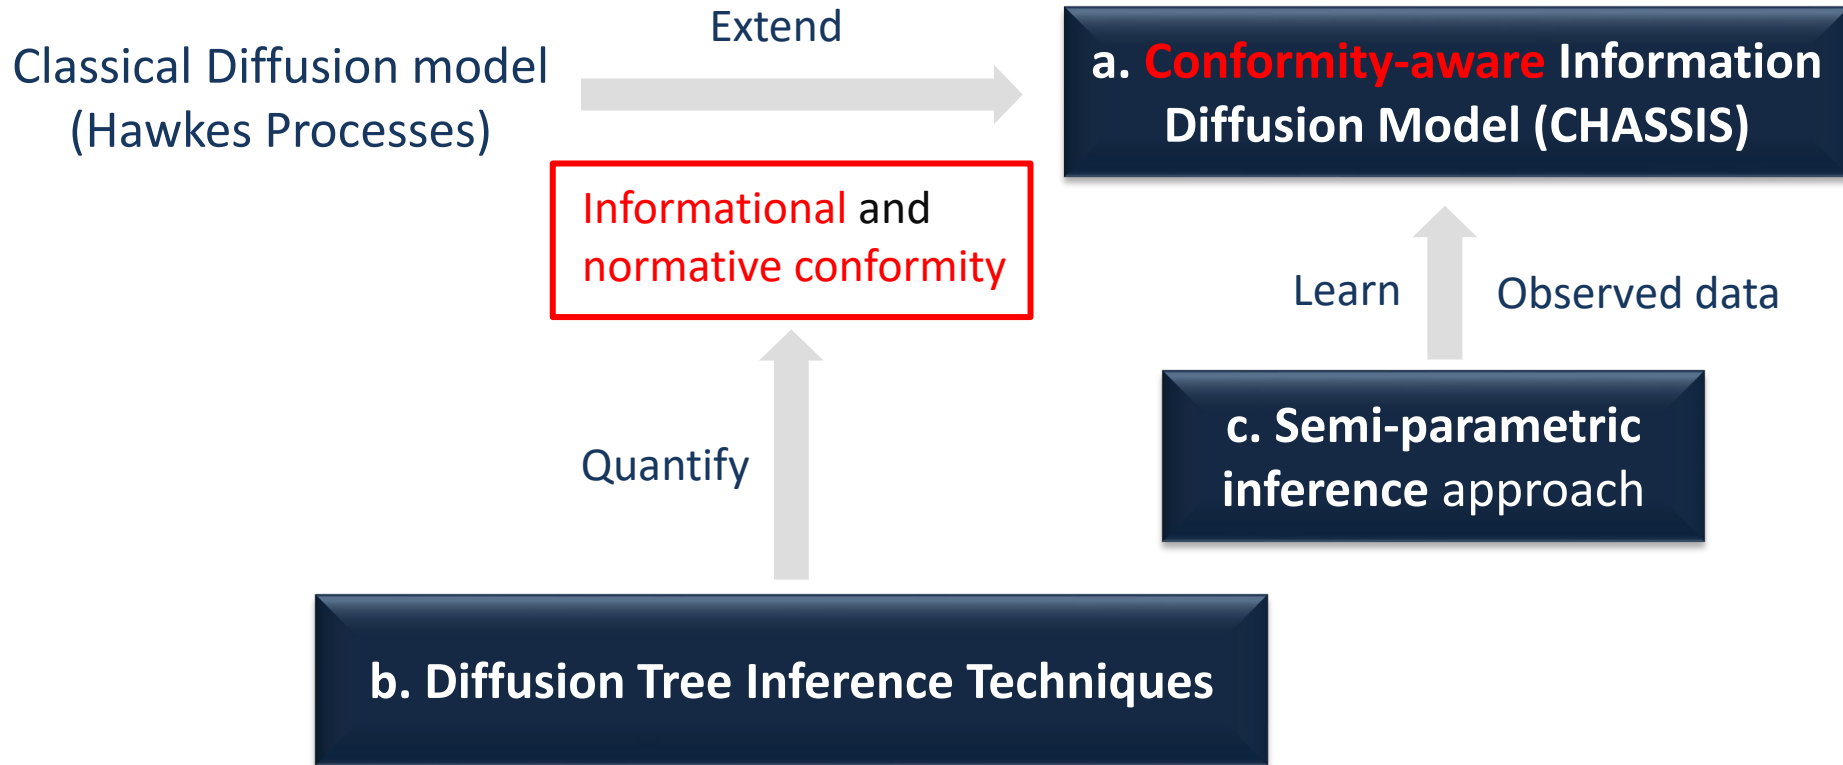 Extend
Classical Diffusion model
(Hawkes Processes)
a. Conformity-aware Information
Diffusion Model (CHASSIS)
Informational and
normative conformity
Learn
Observed data
c. Semi-parametric
inference approach
Quantify
b. Diffusion Tree Inference Techniques